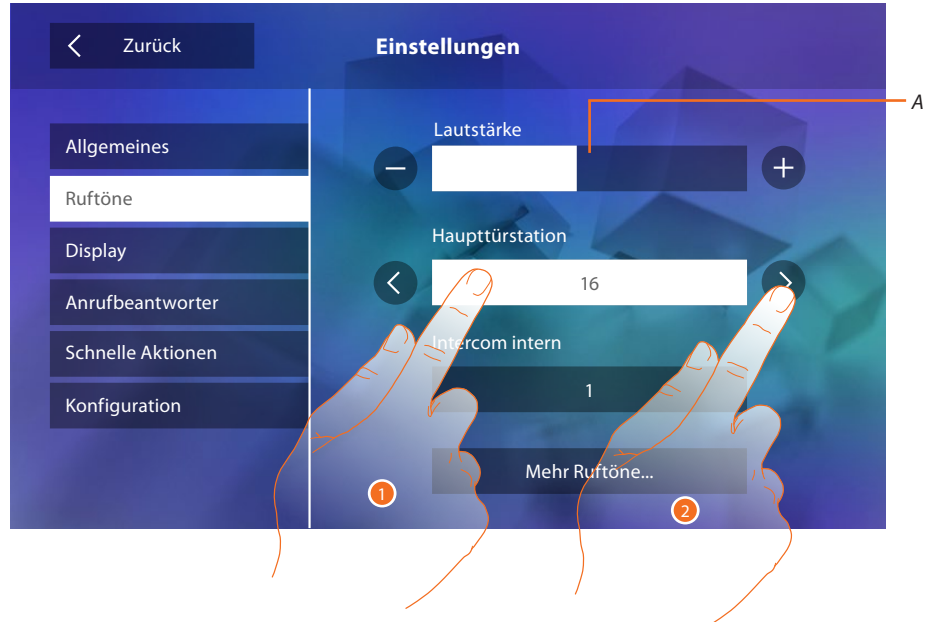 Zurück
Einstellungen
A
Allgemeines
Ruftöne
Display
Anrufbeantworter
Schnelle Aktionen
Konfiguration
Lautstärke
Haupttürstation
16
Intercom intern
1
Mehr Ruftöne...
1
2